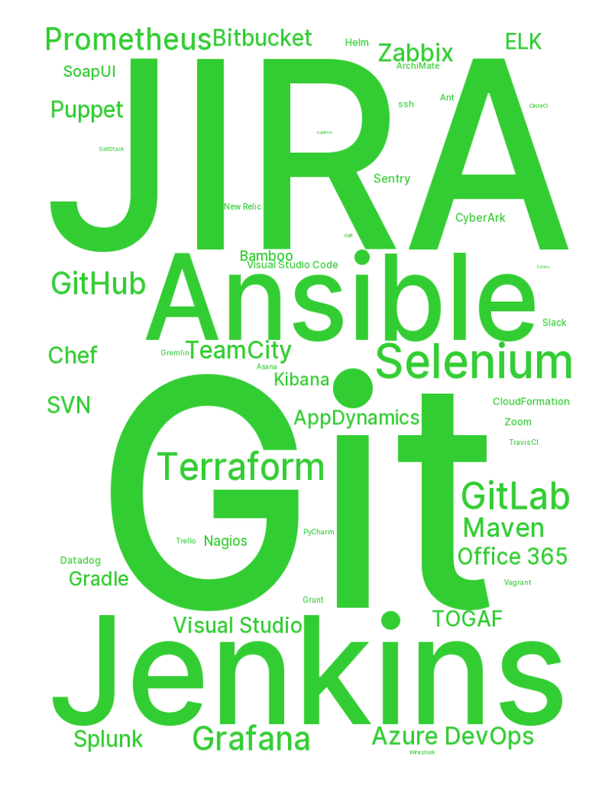 Prometheus
Bitbucket
Helm
Zabbix
ELK
SoapUI
ArchiMate
Puppet
ssh
Ant
CircleCI
JIRA
SaltStack
Sentry
New Relic
CyberArk
curl
Bamboo
Visual Studio Code
GitHub
Ansible
Slack
Chef
Gremlin
TeamCity
Selenium
Asana
Kibana
SVN
AppDynamics
CloudFormation
Zoom
TravisCI
Git
Terraform
GitLab
Maven
Trello
Nagios
PyCharm
Office 365
Datadog
Gradle
Vagrant
Grunt
Visual Studio
TOGAF
Jenkins
Splunk
Grafana
Azure DevOps
Wireshark